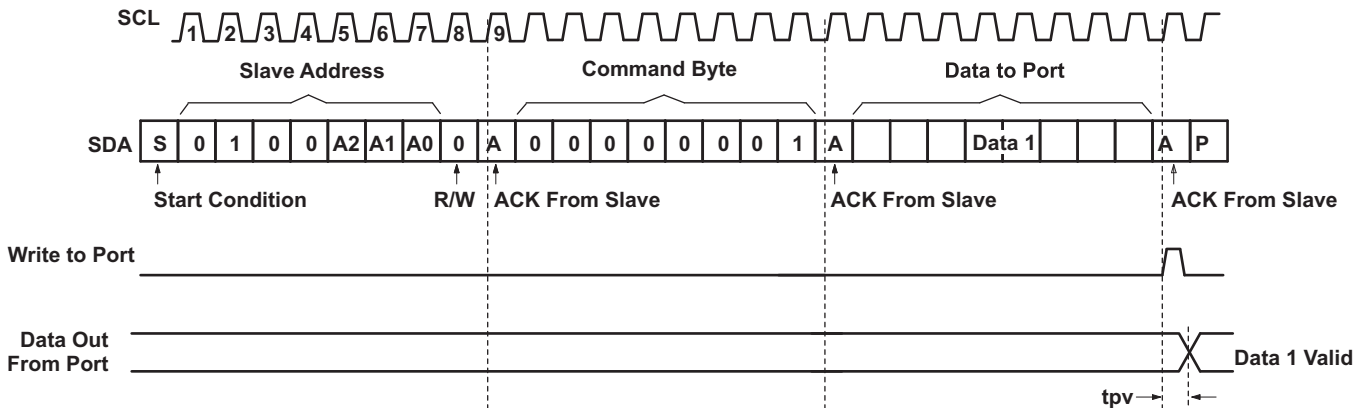 SCL 1 2 3 4 5 6 7 8 9
Slave Address Command Byte Data to Port
SDA S 0 1 0 0 A2 A1 A0 0 A 0 0 0 0 0 0 0 1 A Data 1 A P
Start Condition R/W ACK From Slave ACK From Slave ACK From Slave
Write to Port
Data Out
From Port Data 1 Valid
tpv